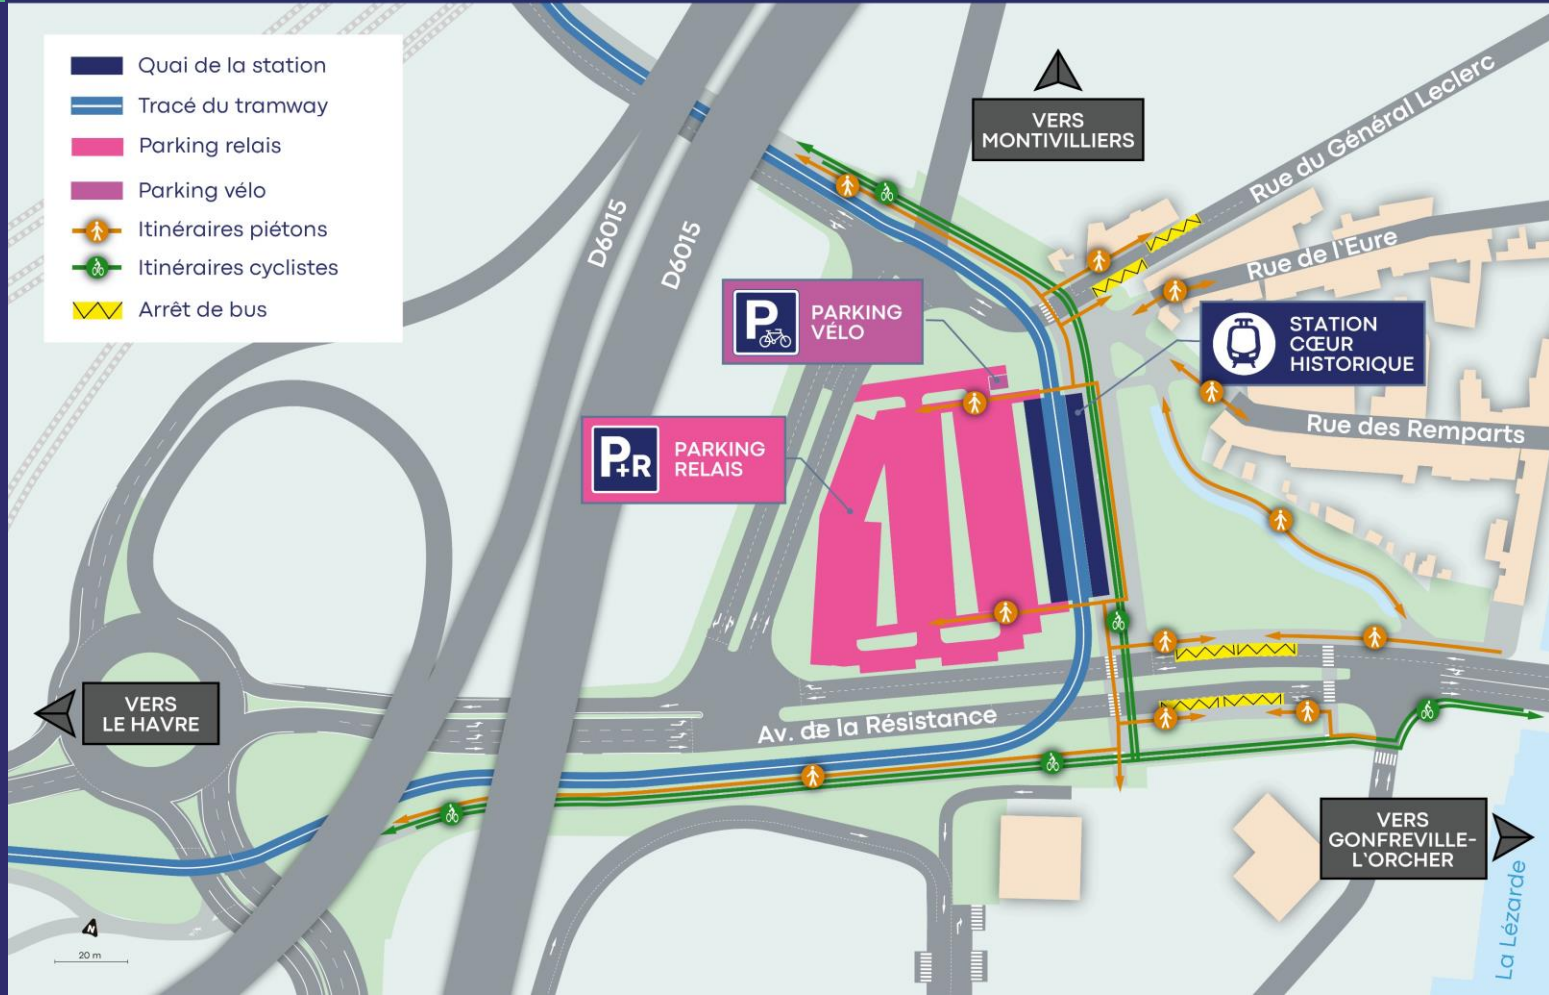 Quai de la station
Tracé du tramway
Parking relais
Parking vélo
Itinéraires piétons
Itinéraires cyclistes
Arrêt de bus
VERS
MONTIVILLIERS
Rue du Général Leclerc
D6015
D6015
Rue de l'Eure
P
PARKING
VÉLO
STATION
CŒUR
HISTORIQUE
Rue des Remparts
P+R
PARKING
RELAIS
VERS
LE HAVRE
Av. de la Résistance
VERS
GONFREVILLE-
L'ORCHER
La Lézarde
N
20 m